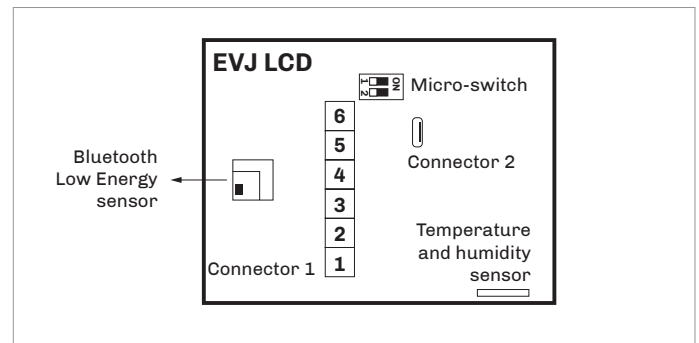 EVJ LCD
1 2 ON
Micro-switch
6
5
4
3
2
1
Connector 2
Bluetooth
Low Energy
sensor
Temperature
and humidity
sensor
Connector 1